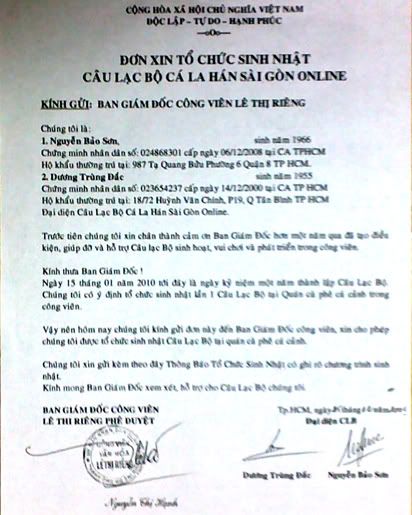 CỘNG HÒA XÃ HỘI CHỦ NGHĨA VIỆT NAM
ĐỘC LẬP – TỰ DO – HẠNH PHÚC
---oOo---
ĐƠN XIN TỔ CHỨC SINH NHẬT
CÂU LẠC BỘ CÁ LA HÁN SÀI GÒN ONLINE
KÍNH GỬI: BAN GIÁM ĐỐC CÔNG VIÊN LÊ THỊ RIÊNG
Chúng tôi là:
1. Nguyễn Bảo Sơn, sinh năm 1966
Chứng minh nhân dân số: 024868301 cấp ngày 06/12/2008 tại CA TPHCM
Hộ khẩu thường trú tại: 987 Tạ Quang Bửu Phường 6 Quận 8 TP HCM.
2. Dương Trùng Đắc, sinh năm 1955
Chứng minh nhân dân số: 023654237 cấp ngày 14/12/2000 tại CA TP HCM
Hộ khẩu thường trú: 18/72 Huỳnh Văn Chính, P19, Q Tân Bình TP HCM
Đại diện Câu Lạc Bộ Cá La Hán Sài Gòn Online.
Trước tiên chúng tôi xin chân thành cảm ơn Ban Giám Đốc hơn một năm qua đã tạo điều
kiện, giúp đỡ và hỗ trợ Câu lạc Bộ sinh hoạt, vui chơi và phát triển trong công viên.
Kính thưa Ban Giám Đốc !
Ngày 15 tháng 01 năm 2010 tới đây là ngày kỷ niệm một năm thành lập Câu Lạc Bộ.
Chúng tôi có ý định tổ chức sinh nhật lần 1 Câu Lạc Bộ tại Quán cà phê cá cảnh trong
công viên.
Vậy nên hôm nay chúng tôi kính gửi đơn này đến Ban Giám Đốc công viên, xin cho phép
chúng tôi được tổ chức sinh nhật Câu Lạc Bộ tại quán cà phê cá cảnh.
Chúng tôi xin gửi kèm theo đây Thông Báo Tổ Chức Sinh Nhật có ghi rõ chương trình sinh
nhật.
Kính mong Ban Giám Đốc xem xét, hỗ trợ cho Câu Lạc Bộ chúng tôi.
BAN GIÁM ĐỐC CÔNG VIÊN
LÊ THỊ RIÊNG PHÊ DUYỆT
Tp.HCM, ngày tháng năm
Đại diện CLB
CÔNG VIÊN
VĂN HÓA
LÊ THỊ RIÊNG
Dương Trùng Đắc Nguyễn Bảo Sơn
Nguyễn Thị Hạnh